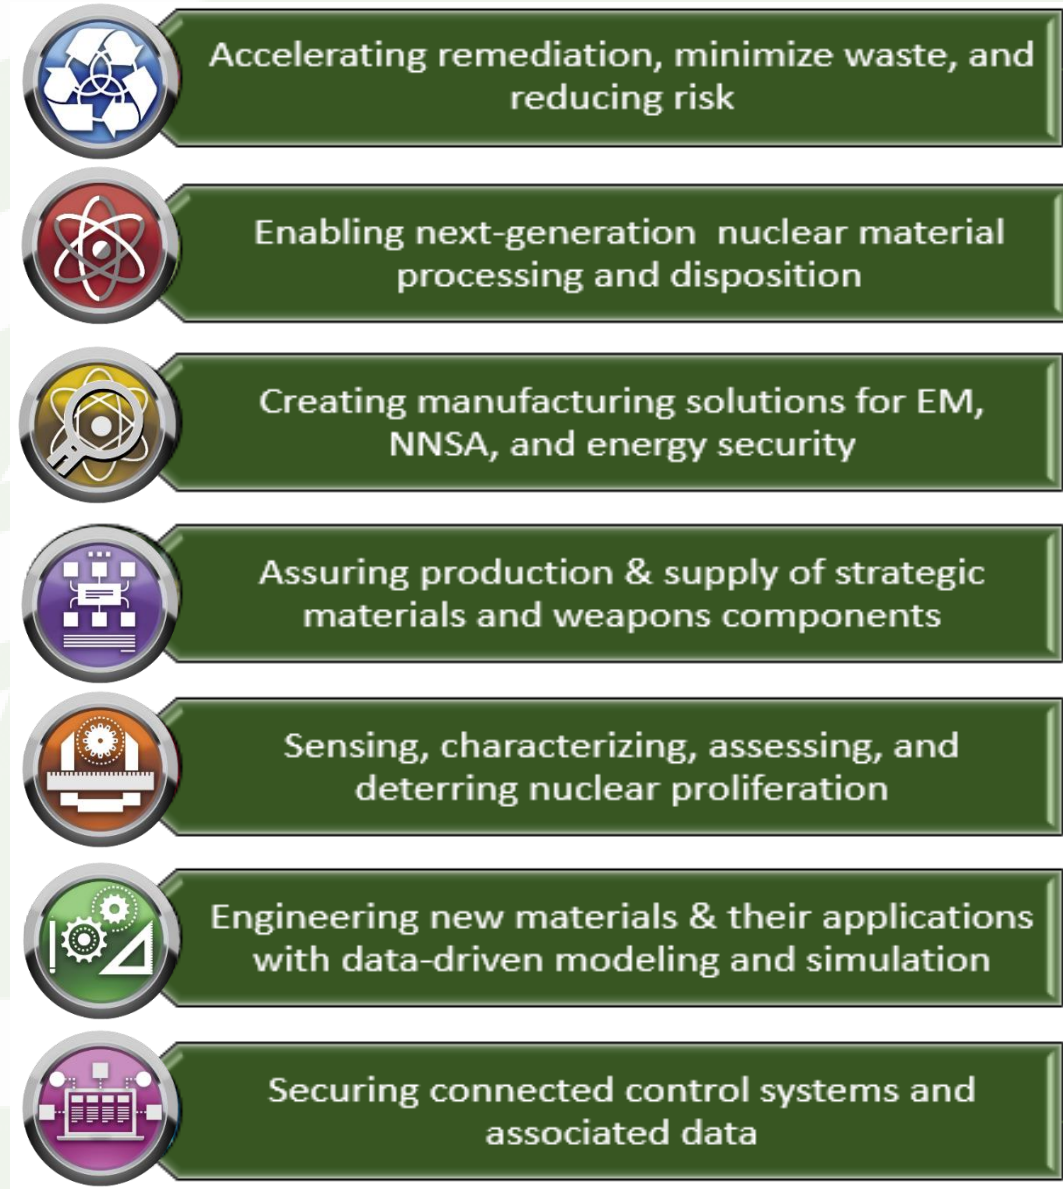 Accelerating remediation, minimize waste, and
reducing risk
Enabling next-generation nuclear material
processing and disposition
Creating manufacturing solutions for EM,
NNSA, and energy security
Assuring production & supply of strategic
materials and weapons components
Sensing, characterizing, assessing, and
deterring nuclear proliferation
Engineering new materials & their applications
with data-driven modeling and simulation
Securing connected control systems and
associated data